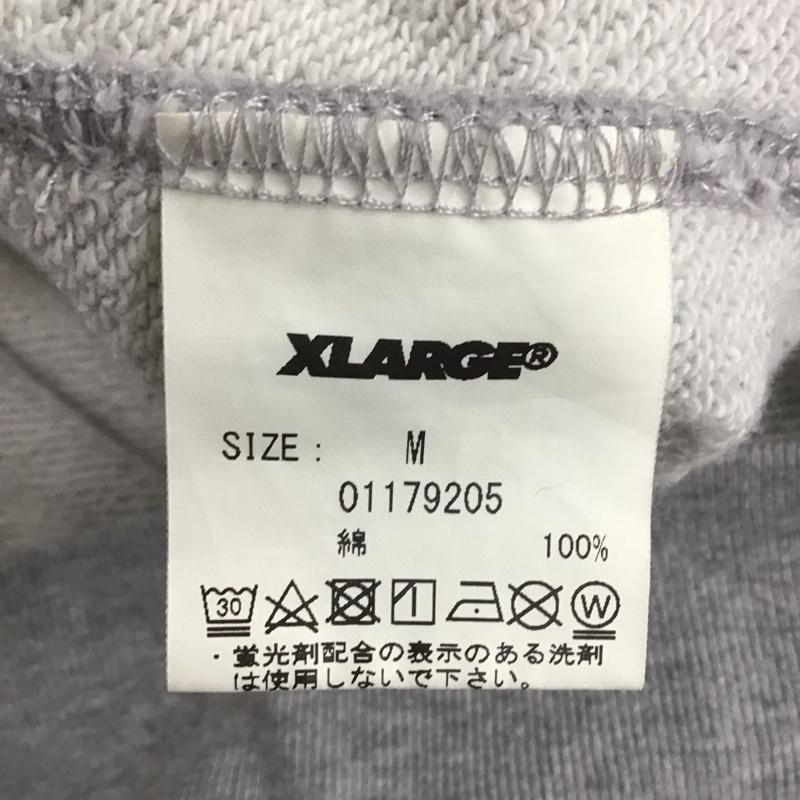 XLARGE®
SIZE : M
01179205
綿 100%
30 W
・蛍光剤配合の表示のある洗剤
は使用しないで下さい。